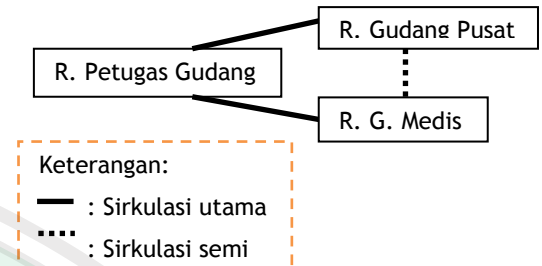 R. Gudang Pusat
R. Petugas Gudang
R. G. Medis
Keterangan:
: Sirkulasi utama
: Sirkulasi semi